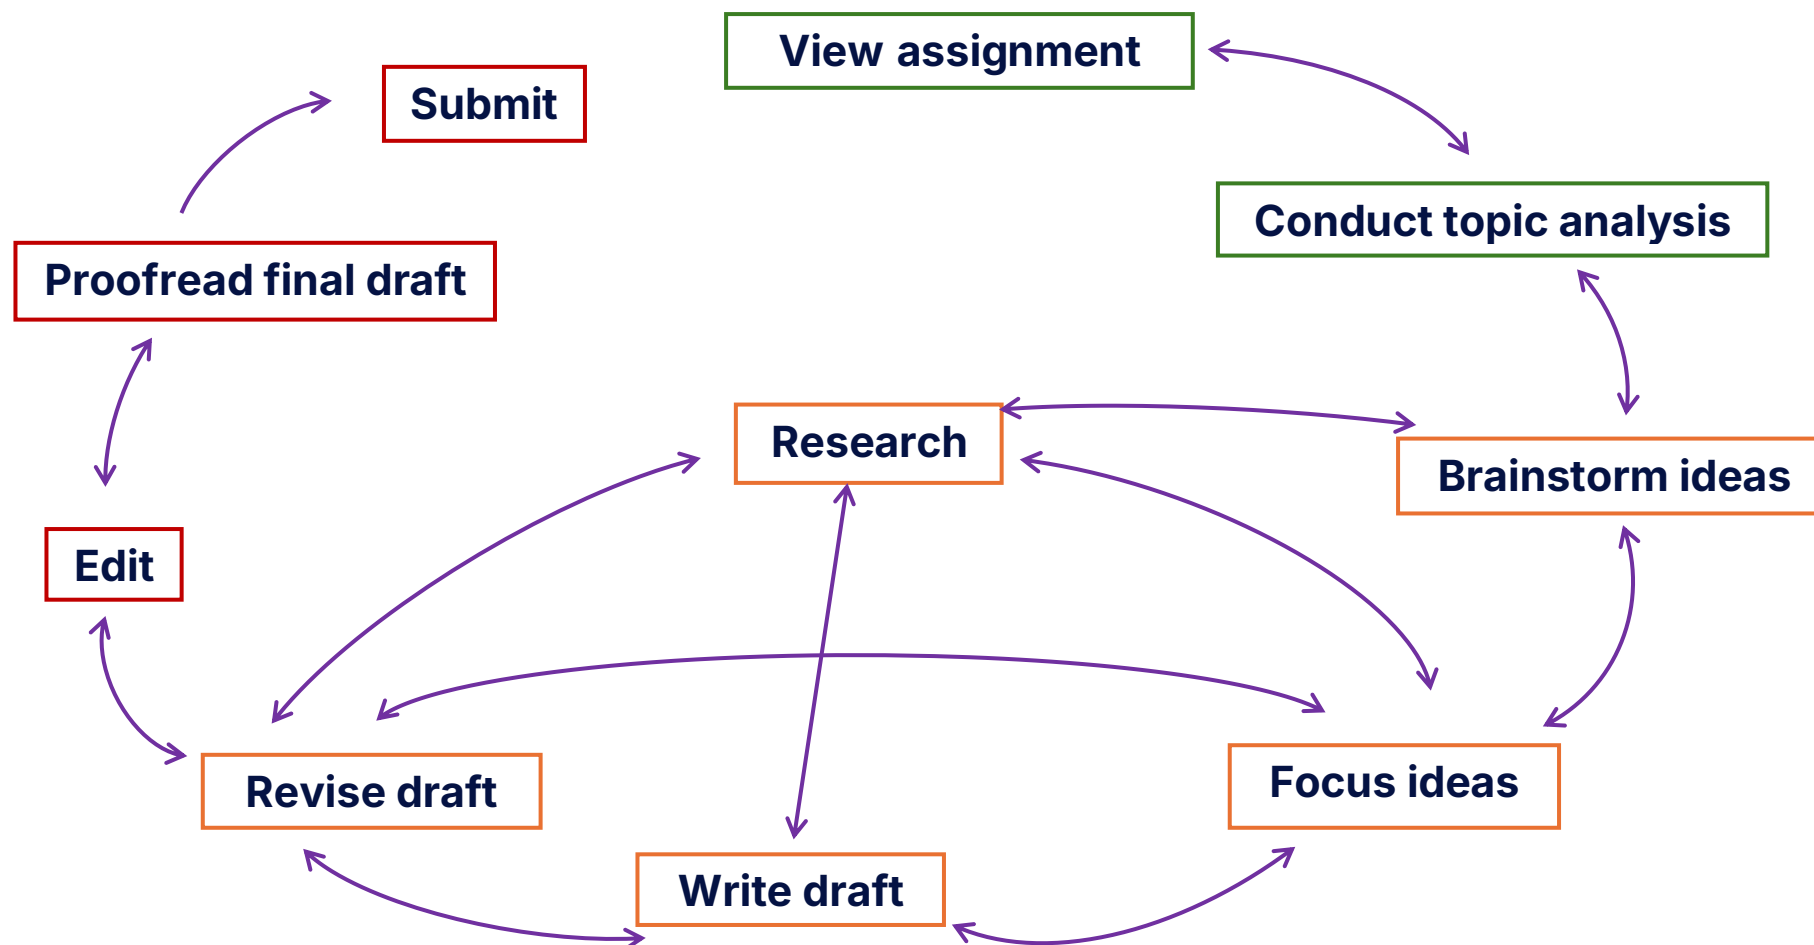 View assignment
Submit
Conduct topic analysis
Proofread final draft
Research
Brainstorm ideas
Edit
Revise draft
Focus ideas
Write draft